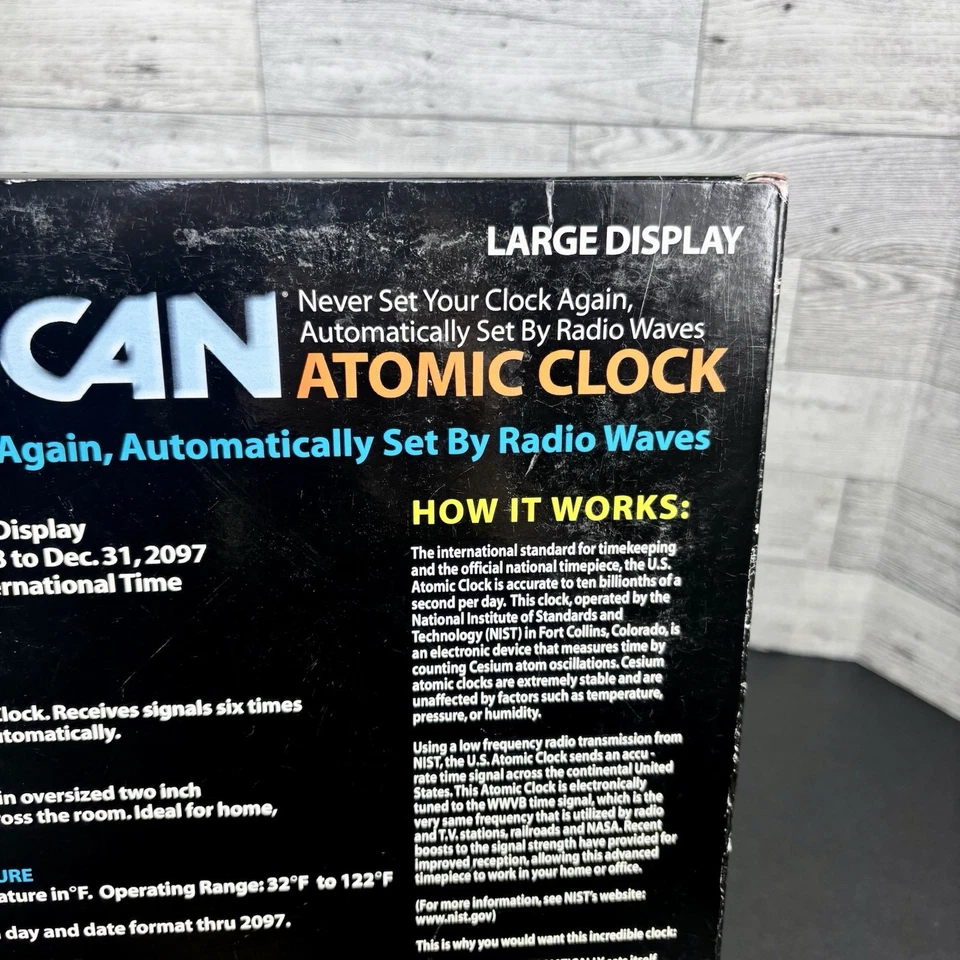 LARGE DISPLAY
CAN® Never Set Your Clock Again,
Automatically Set By Radio Waves
ATOMIC CLOCK
Again, Automatically Set By Radio Waves
Display
to Dec. 31, 2097
ernational Time
Clock. Receives signals six times
tomatically.
in oversized two inch
ross the room. Ideal for home,
URE
ature in°F. Operating Range: 32°F to 122°F
day and date format thru 2097.
HOW IT WORKS:
The international standard for timekeeping
and the official national timepiece, the U.S.
Atomic Clock is accurate to ten billionths of a
second per day. This clock, operated by the
National Institute of Standards and
Technology (NIST) in Fort Collins, Colorado, is
an electronic device that measures time by
counting Cesium atom oscillations. Cesium
atomic clocks are extremely stable and are
unaffected by factors such as temperature,
pressure, or humidity.
Using a low frequency radio transmission from
NIST, the U.S. Atomic Clock sends an accu-
rate time signal across the continental United
States. This Atomic Clock is electronically
tuned to the WWVB time signal, which is the
very same frequency that is utilized by radio
and T.V. stations, railroads and NASA. Recent
boosts to the signal strength have provided for
improved reception, allowing this advanced
timepiece to work in your home or office.
(For more information, see NIST's website:
www.nist.gov)
This is why you would want this incredible clock: